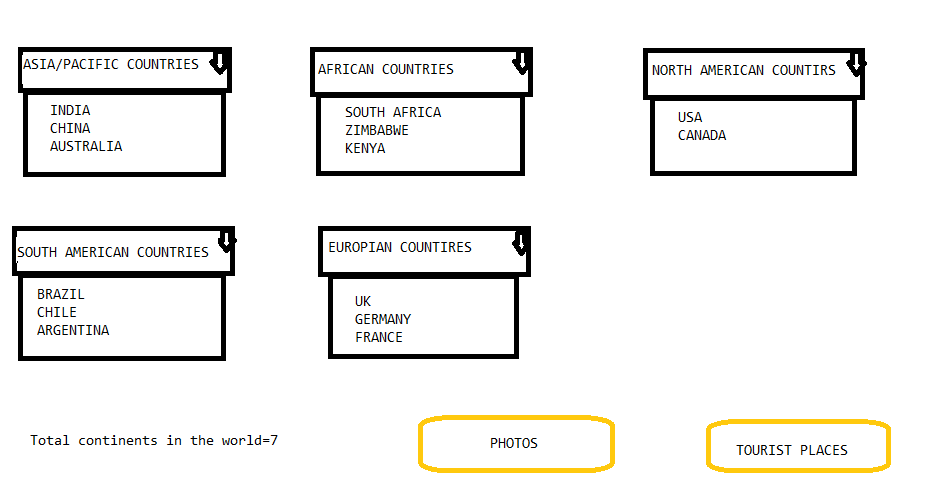 ASIA/PACIFIC COUNTRIES
INDIA
CHINA
AUSTRALIA
AFRICAN COUNTRIES
SOUTH AFRICA
ZIMBABWE
KENYA
NORTH AMERICAN COUNTIRS
USA
CANADA
SOUTH AMERICAN COUNTRIES
BRAZIL
CHILE
ARGENTINA
EUROPIAN COUNTIRES
UK
GERMANY
FRANCE
Total continents in the world=7
PHOTOS
TOURIST PLACES